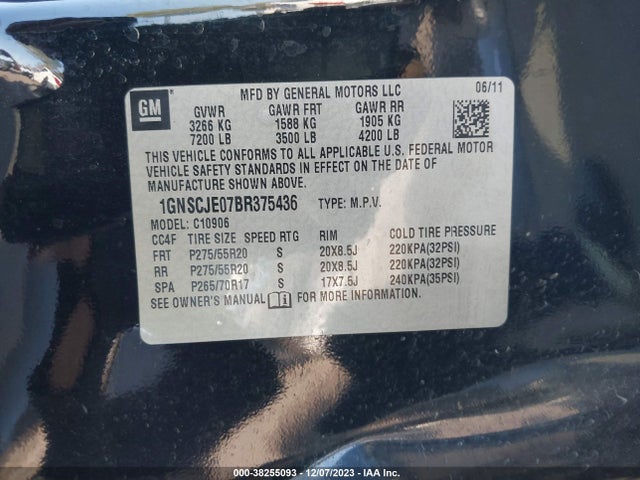 MFD BY GENERAL MOTORS LLC 06/11
GM
GVWR GAWR FRT GAWR RR
3266 KG 1588 KG 1905 KG
7200 LB 3500 LB 4200 LB
THIS VEHICLE CONFORMS TO ALL APPLICABLE U.S. FEDERAL MOTOR
VEHICLE SAFETY STANDARDS IN EFFECT ON THE DATE OF
MANUFACTURE SHOWN ABOVE.
1GNSCJE07BR375436 TYPE: M.P.V.
MODEL: C10906
CC4F TIRE SIZE SPEED RTG RIM COLD TIRE PRESSURE
FRT P275/55R20 S 20X8.5J 220KPA(32PSI)
RR P275/55R20 S 20X8.5J 220KPA(32PSI)
SPA P265/70R17 S 17X7.5J 240KPA(35PSI)
SEE OWNER'S MANUAL FOR MORE INFORMATION.
000-38255093 - 12/07/2023 - IAA Inc.